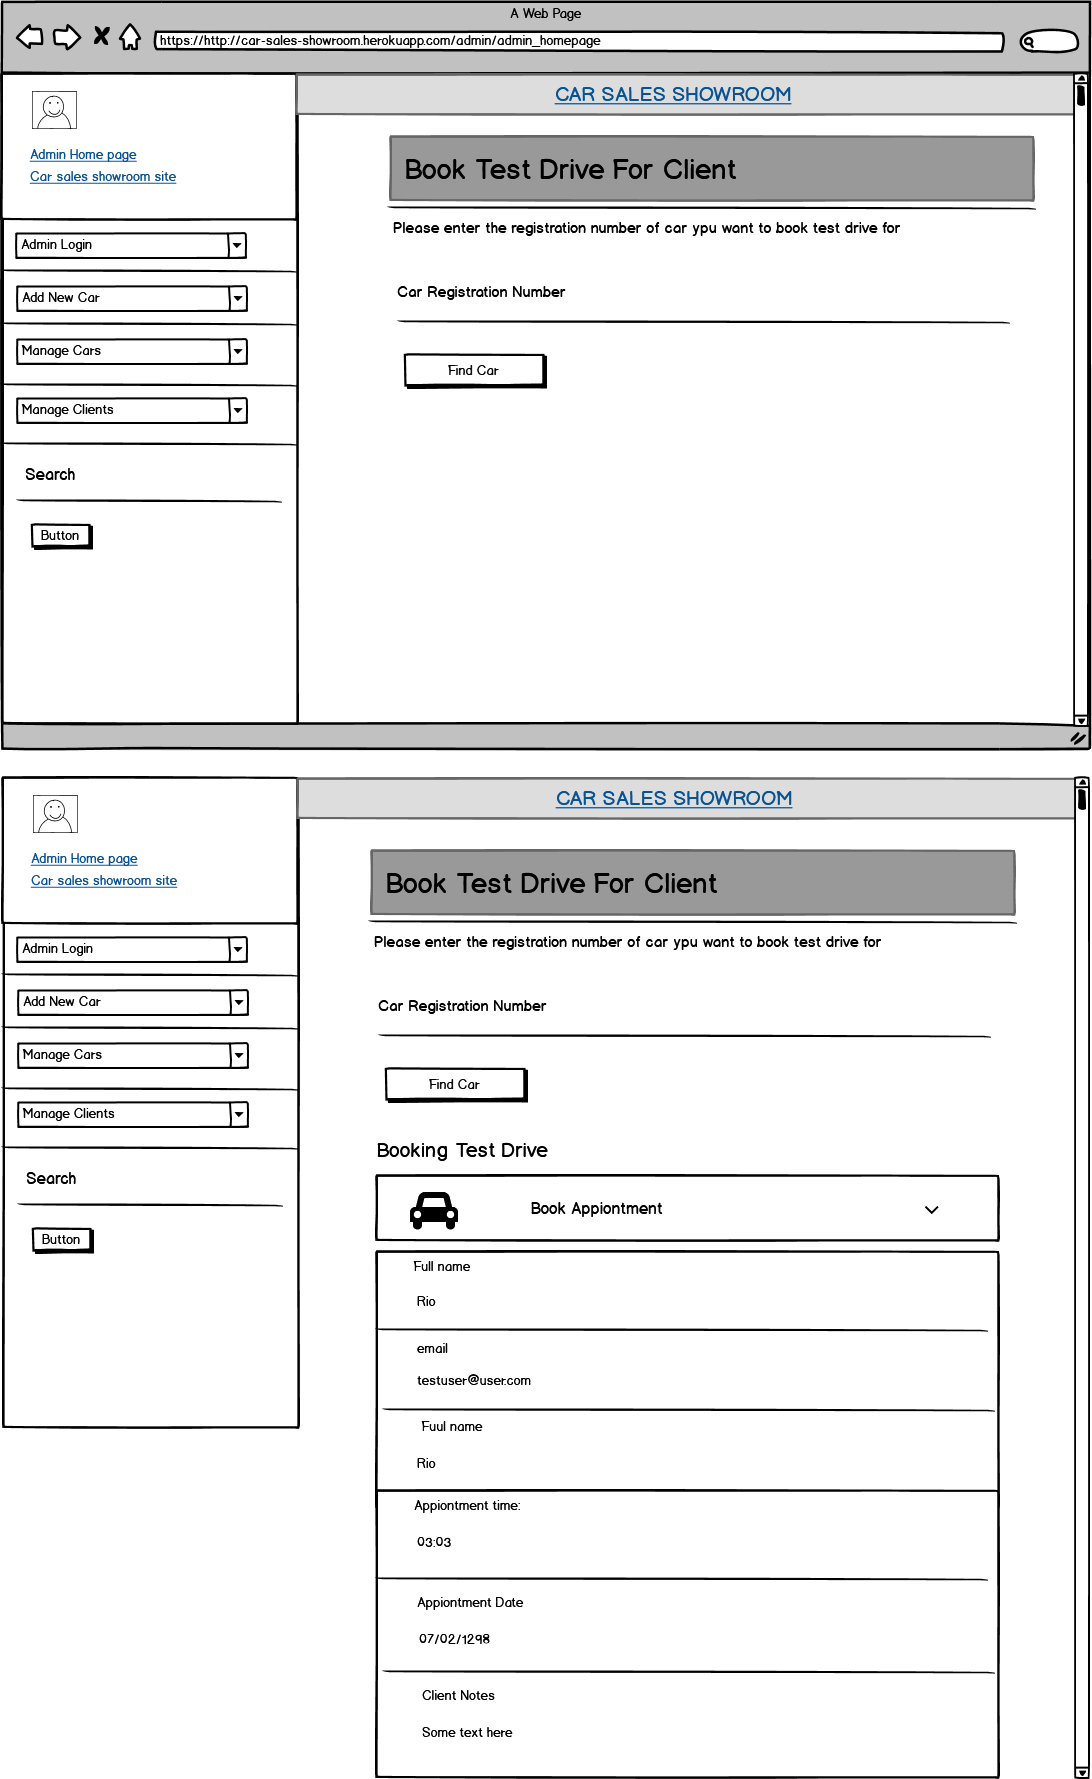 A Web Page
https://http://car-sales-showroom.herokuapp.com/admin/admin_homepage
CAR SALES SHOWROOM
Admin Home page
Car sales showroom site
Admin Login
Add New Car
Manage Cars
Manage Clients
Search
Button
Book Test Drive For Client
Please enter the registration number of car ypu want to book test drive for
Car Registration Number
Find Car
CAR SALES SHOWROOM
Admin Home page
Car sales showroom site
Admin Login
Add New Car
Manage Cars
Manage Clients
Search
Button
Book Test Drive For Client
Please enter the registration number of car ypu want to book test drive for
Car Registration Number
Find Car
Booking Test Drive
Book Appiontment
Full name
Rio
email
testuser@user.com
Fuul name
Rio
Appiontment time:
03:03
Appiontment Date
07/02/1298
Client Notes
Some text here